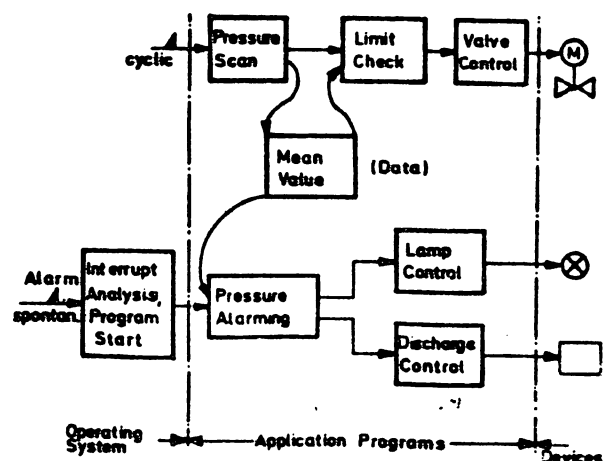 cyclic
Pressure
Scan
Limit
Check
Valve
Control
M
Mean
Value
(Data)
Alarm
spontan.
Interrupt
Analysis,
Program
Start
Pressure
Alarming
Lamp
Control
Discharge
Control
Operating
System
Application Programs
Devices